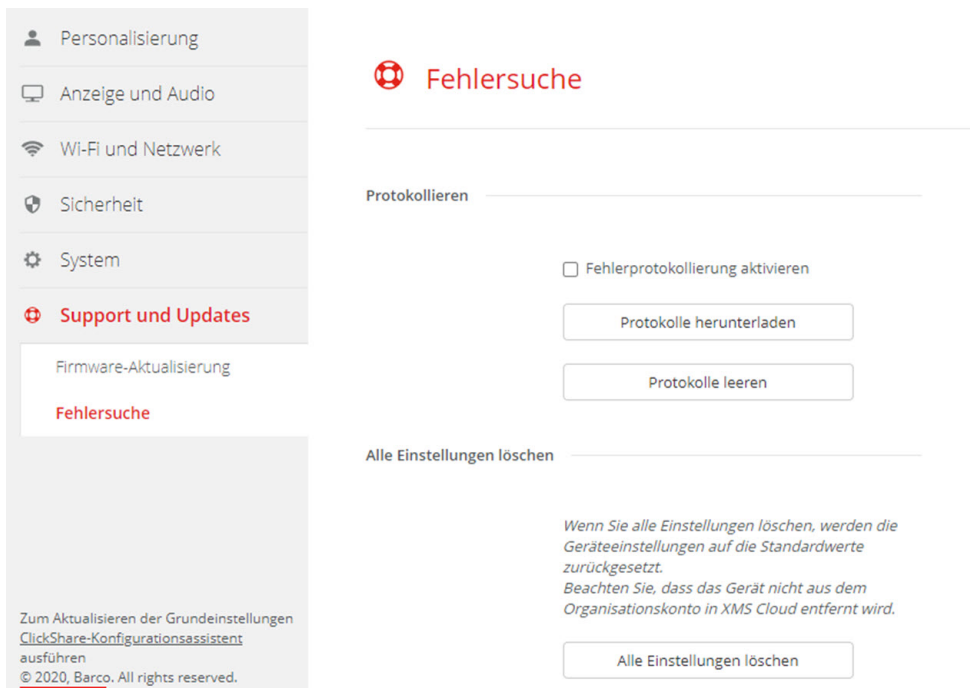 Personalisierung
Anzeige und Audio
Wi-Fi und Netzwerk
Sicherheit
System
Support und Updates
Firmware-Aktualisierung
Fehlersuche
Zum Aktualisieren der Grundeinstellungen
ClickShare-Konfigurationsassistent
ausführen
© 2020, Barco. All rights reserved.
Fehlersuche
Protokollieren
Fehlerprotokollierung aktivieren
Protokolle herunterladen
Protokolle leeren
Alle Einstellungen löschen
Wenn Sie alle Einstellungen löschen, werden die
Geräteeinstellungen auf die Standardwerte
zurückgesetzt.
Beachten Sie, dass das Gerät nicht aus dem
Organisationskonto in XMS Cloud entfernt wird.
Alle Einstellungen löschen